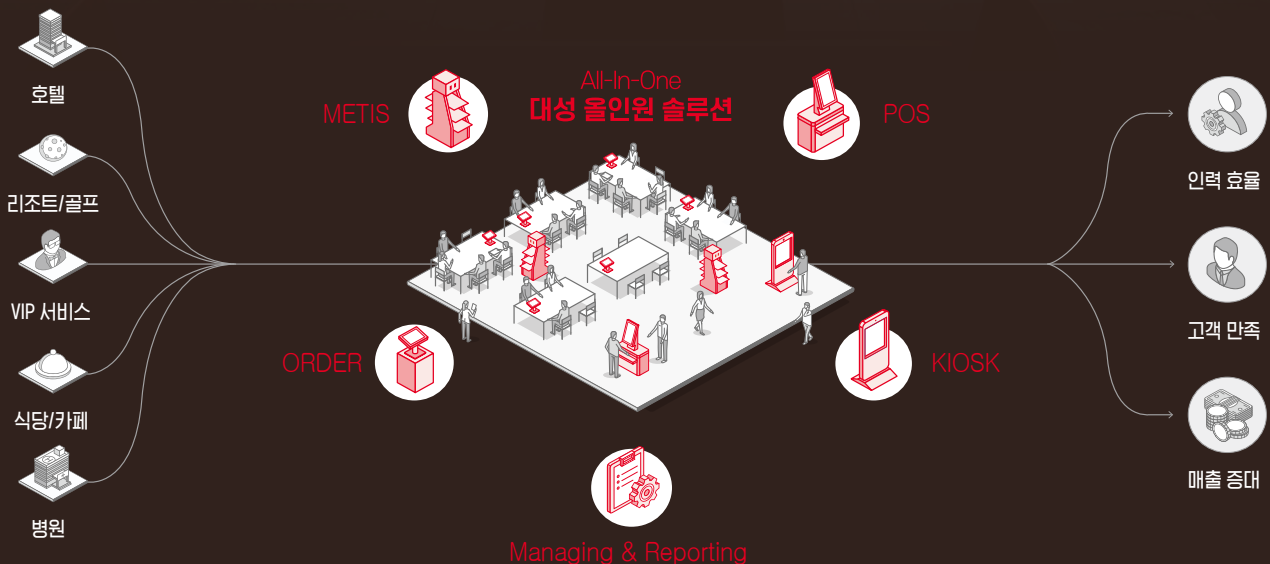 호텔
리조트/골프
VIP 서비스
식당/카페
병원
All-In-One
대성 올인원 솔루션
METIS
POS
ORDER
KIOSK
Managing & Reporting
인력 효율
고객 만족
매출 증대